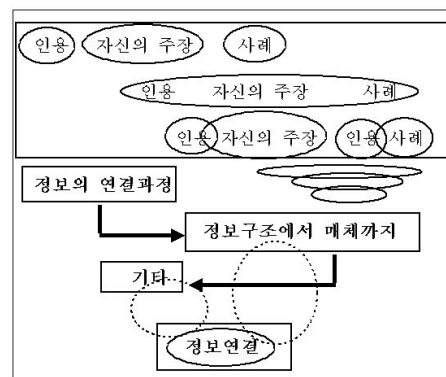 인용 자신의 주장 사례
인용 자신의 주장 사례
인용 자신의 주장 인용 사례
정보의 연결과정
정보구조에서 매체까지
기타
정보연결